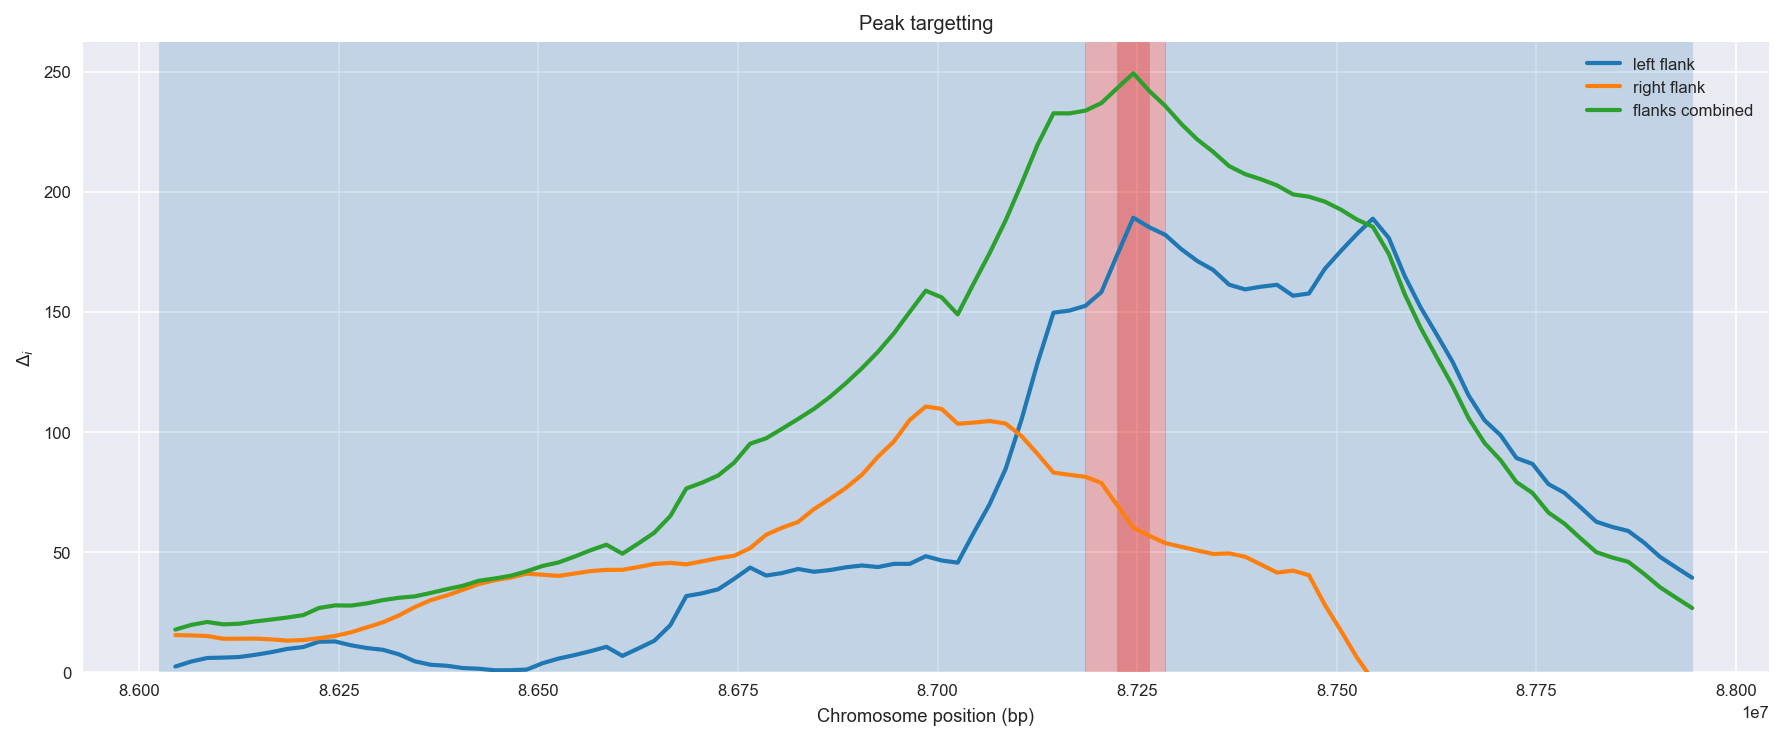 Peak targetting
250
200
150
100
50
0
Δi
left flank
right flank
flanks combined
8.600 8.625 8.650 8.675 8.700 8.725 8.750 8.775 8.800
1e7
Chromosome position (bp)